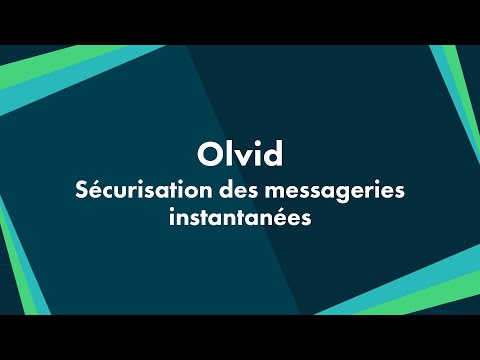 Olvid
Sécurisation des messageries
instantanées